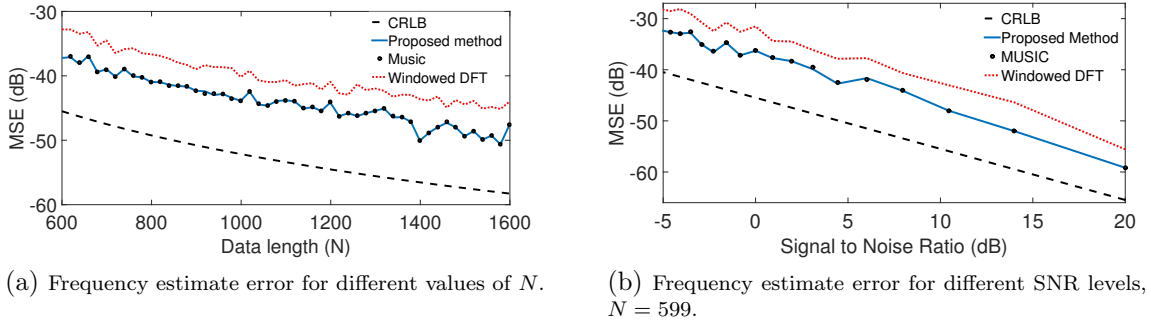 -30
-40
-50
-60
MSE (dB)
600
800
1000
1200
1400
1600
Data length (N)
CRLB
Proposed method
Music
Windowed DFT
(a) Frequency estimate error for different values of N.
-30
-40
-50
-60
MSE (dB)
-5
0
5
10
15
20
Signal to Noise Ratio (dB)
CRLB
Proposed Method
MUSIC
Windowed DFT
(b) Frequency estimate error for different SNR levels,
N = 599.